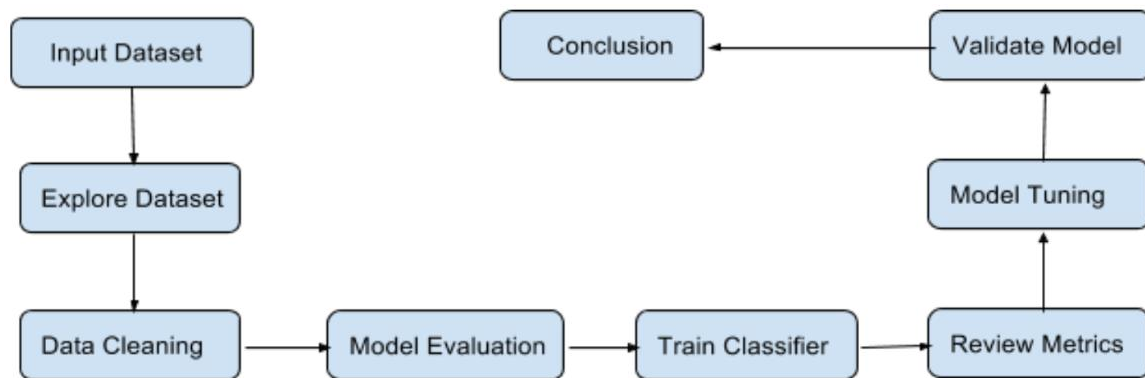 Input Dataset
Explore Dataset
Data Cleaning
Model Evaluation
Train Classifier
Review Metrics
Model Tuning
Validate Model
Conclusion